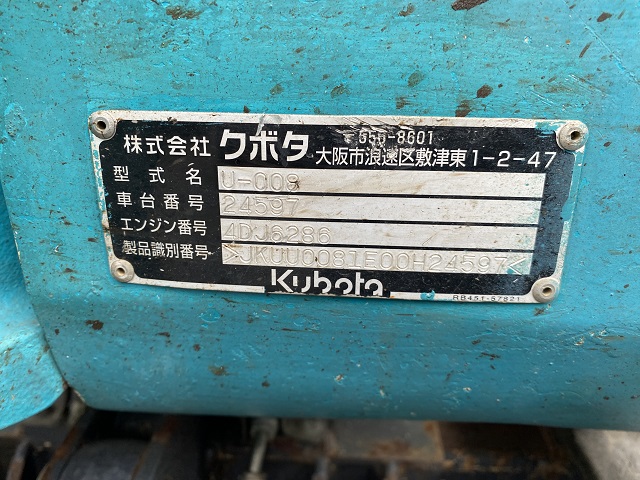 株式会社 クボタ 〒556-8601
大阪市浪速区敷津東1-2-47
型式名 U-008
車台番号 24597
エンジン番号 4DJ6286
製品識別番号 >JKUU0081E00H24597<
Kubota
RB451-57821